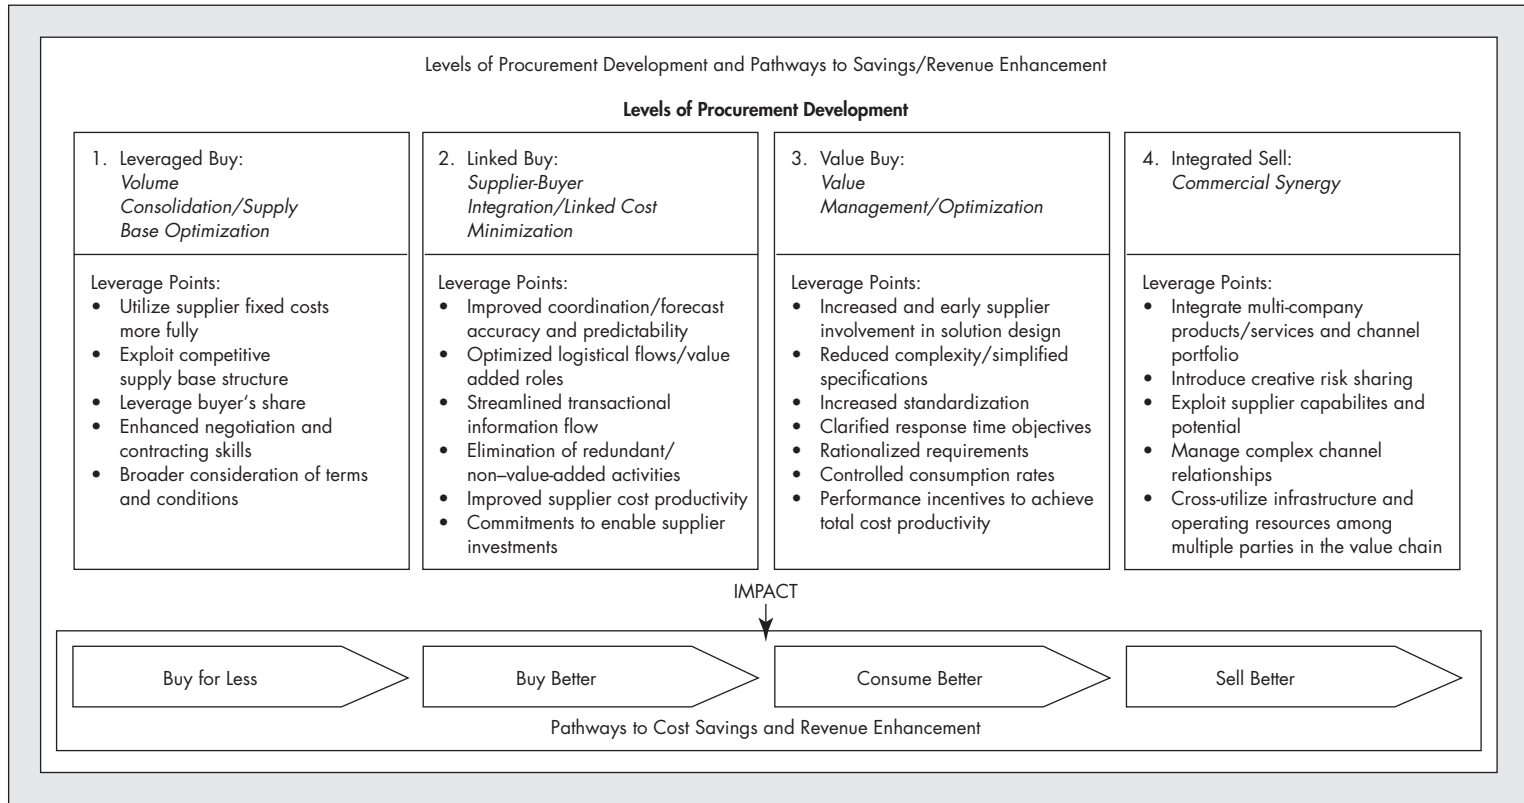 Levels of Procurement Development and Pathways to Savings/Revenue Enhancement
Levels of Procurement Development
1. Leveraged Buy:
Volume
Consolidation/Supply
Base Optimization
Leverage Points:
• Utilize supplier fixed costs
more fully
• Exploit competitive
supply base structure
• Leverage buyer's share
• Enhanced negotiation and
contracting skills
• Broader consideration of terms
and conditions
2. Linked Buy:
Supplier-Buyer
Integration/Linked Cost
Minimization
Leverage Points:
• Improved coordination/forecast
accuracy and predictability
• Optimized logistical flows/value
added roles
• Streamlined transactional
information flow
• Elimination of redundant/
non–value-added activities
• Improved supplier cost productivity
• Commitments to enable supplier
investments
3. Value Buy:
Value
Management/Optimization
Leverage Points:
• Increased and early supplier
involvement in solution design
• Reduced complexity/simplified
specifications
• Increased standardization
• Clarified response time objectives
• Rationalized requirements
• Controlled consumption rates
• Performance incentives to achieve
total cost productivity
4. Integrated Sell:
Commercial Synergy
Leverage Points:
• Integrate multi-company
products/services and channel
portfolio
• Introduce creative risk sharing
• Exploit supplier capabilites and
potential
• Manage complex channel
relationships
• Cross-utilize infrastructure and
operating resources among
multiple parties in the value chain
IMPACT
Buy for Less
Buy Better
Consume Better
Sell Better
Pathways to Cost Savings and Revenue Enhancement